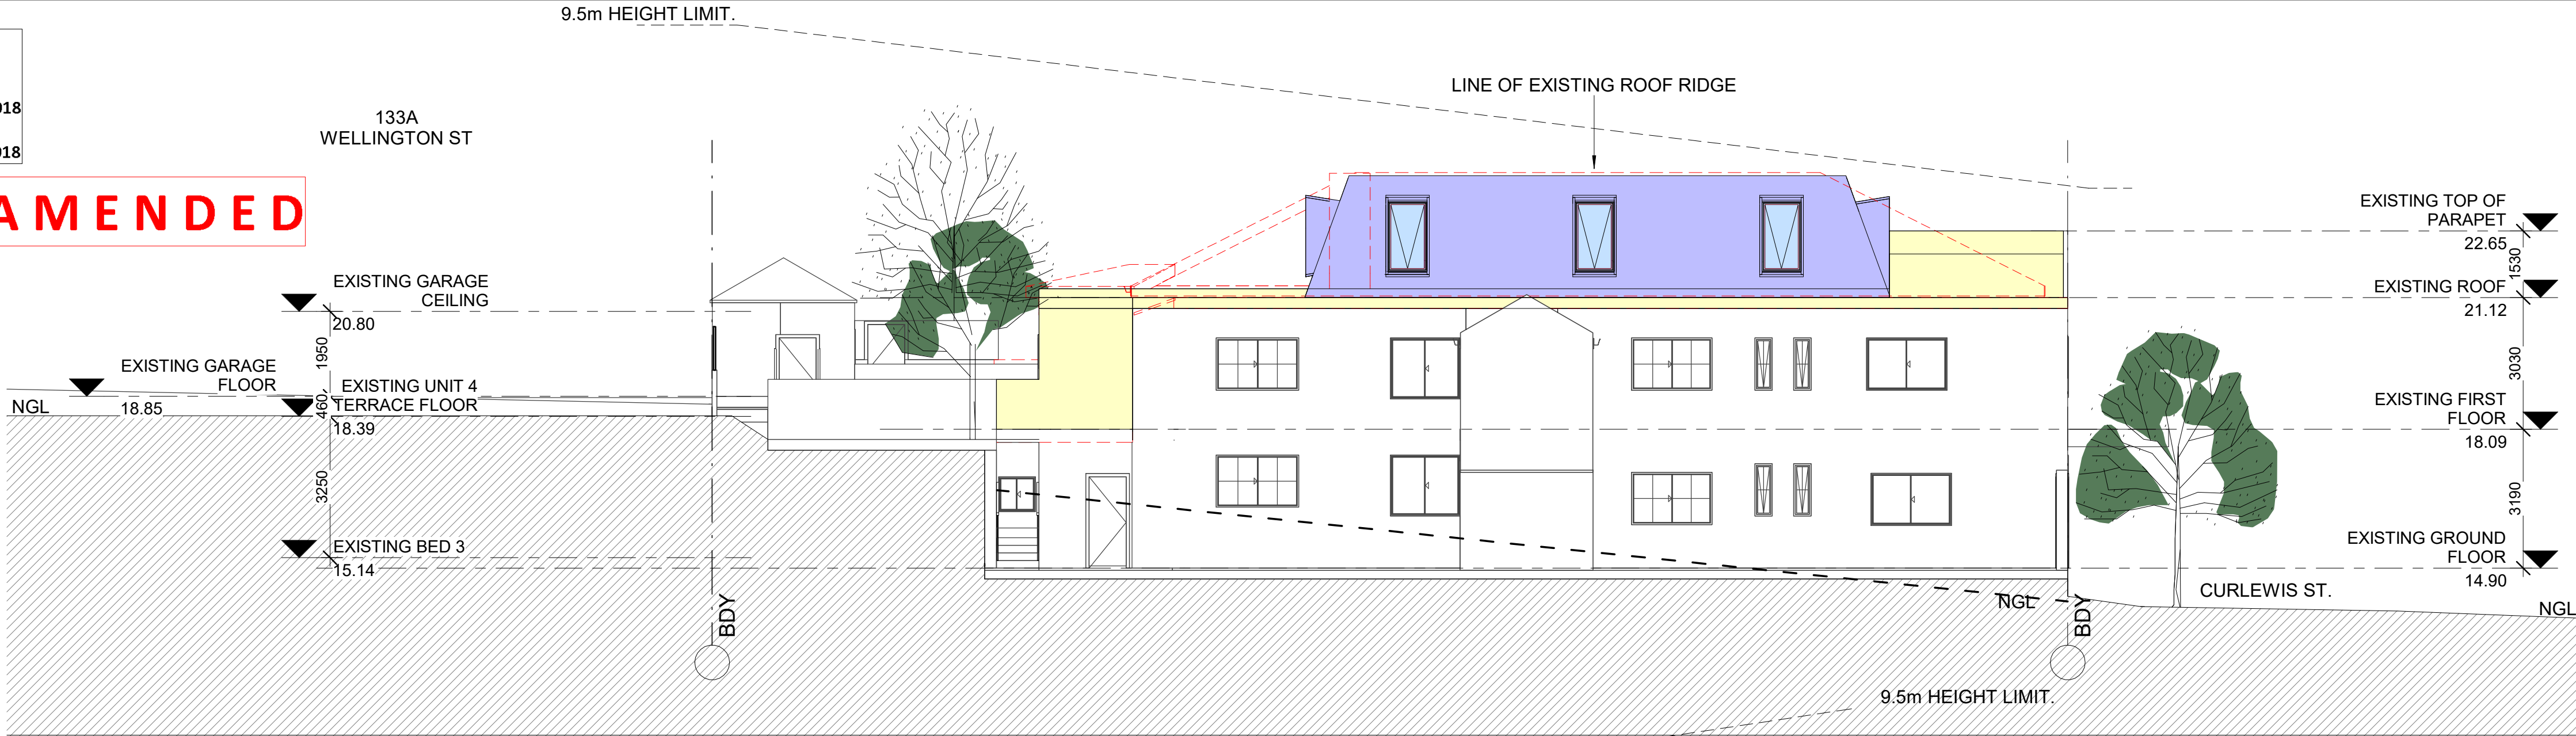 9.5m HEIGHT LIMIT.
LINE OF EXISTING ROOF RIDGE
018
133A
WELLINGTON ST
018
AMENDED
EXISTING TOP OF
PARAPET
22.65
1530
EXISTING GARAGE
CEILING
20.80
EXISTING ROOF
21.12
1950
3030
EXISTING GARAGE
FLOOR
18.85
EXISTING UNIT 4
TERRACE FLOOR
18.39
460
NGL
EXISTING FIRST
FLOOR
18.09
3250
3190
EXISTING BED 3
15.14
EXISTING GROUND
FLOOR
14.90
CURLEWIS ST.
NGL
NGL
BDY
BDY
9.5m HEIGHT LIMIT.